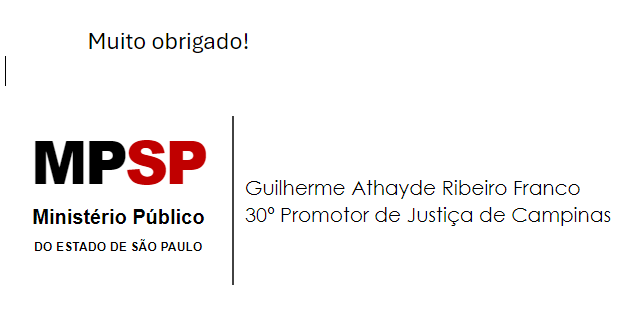 Muito obrigado!
MPSP
Ministério Público
DO ESTADO DE SÃO PAULO
Guilherme Athayde Ribeiro Franco
30º Promotor de Justiça de Campinas